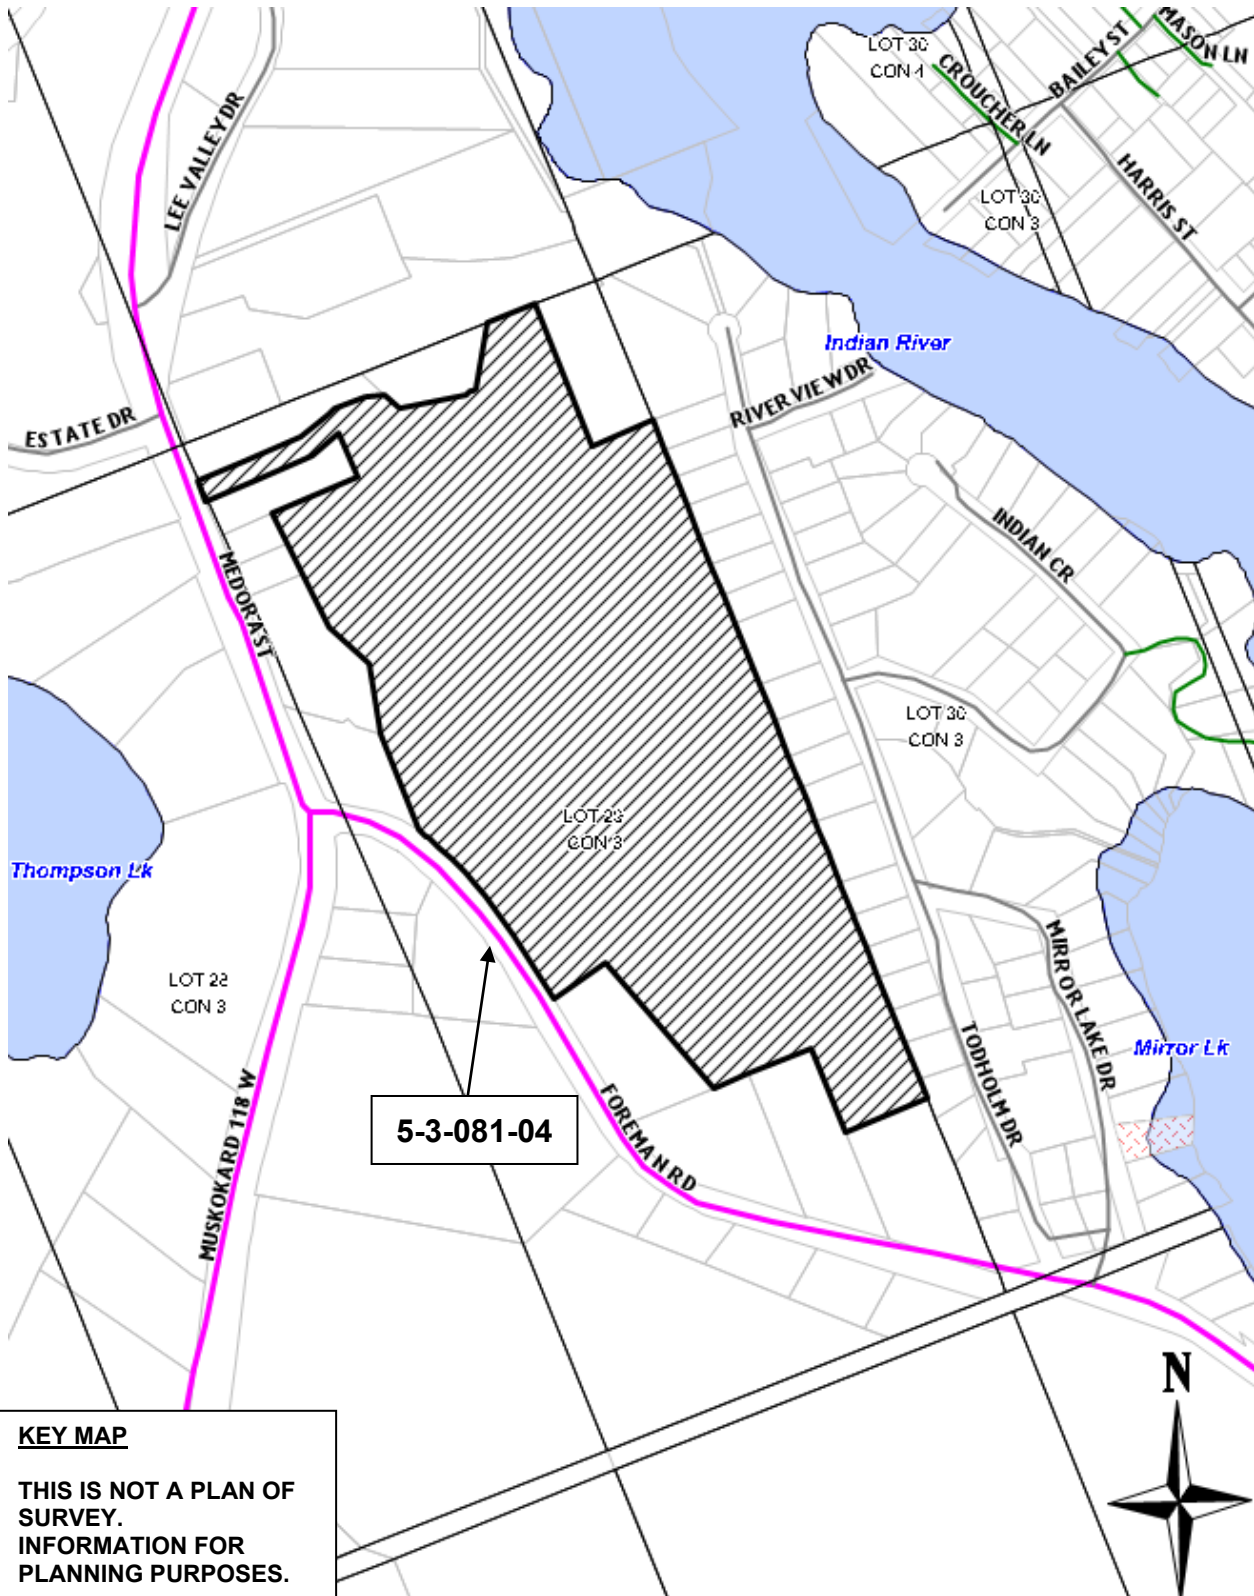 MASON LN
BAILEY ST
LOT 30
CON 4
CROUCHER LN
LEE VALLEY DR
HARRIS ST
LOT 30
CON 3
Indian River
RIVERVIEW DR
ESTATE DR
INDIAN CR
MEDORA ST
LOT 30
CON 3
LOT 29
CON 3
Thompson Lk
LOT 28
CON 3
MIRROR LAKE DR
TODHOLM DR
Mirror Lk
MUSKOKA RD 118 W
5-3-081-04
FOREMAN RD
N
KEY MAP
THIS IS NOT A PLAN OF
SURVEY.
INFORMATION FOR
PLANNING PURPOSES.